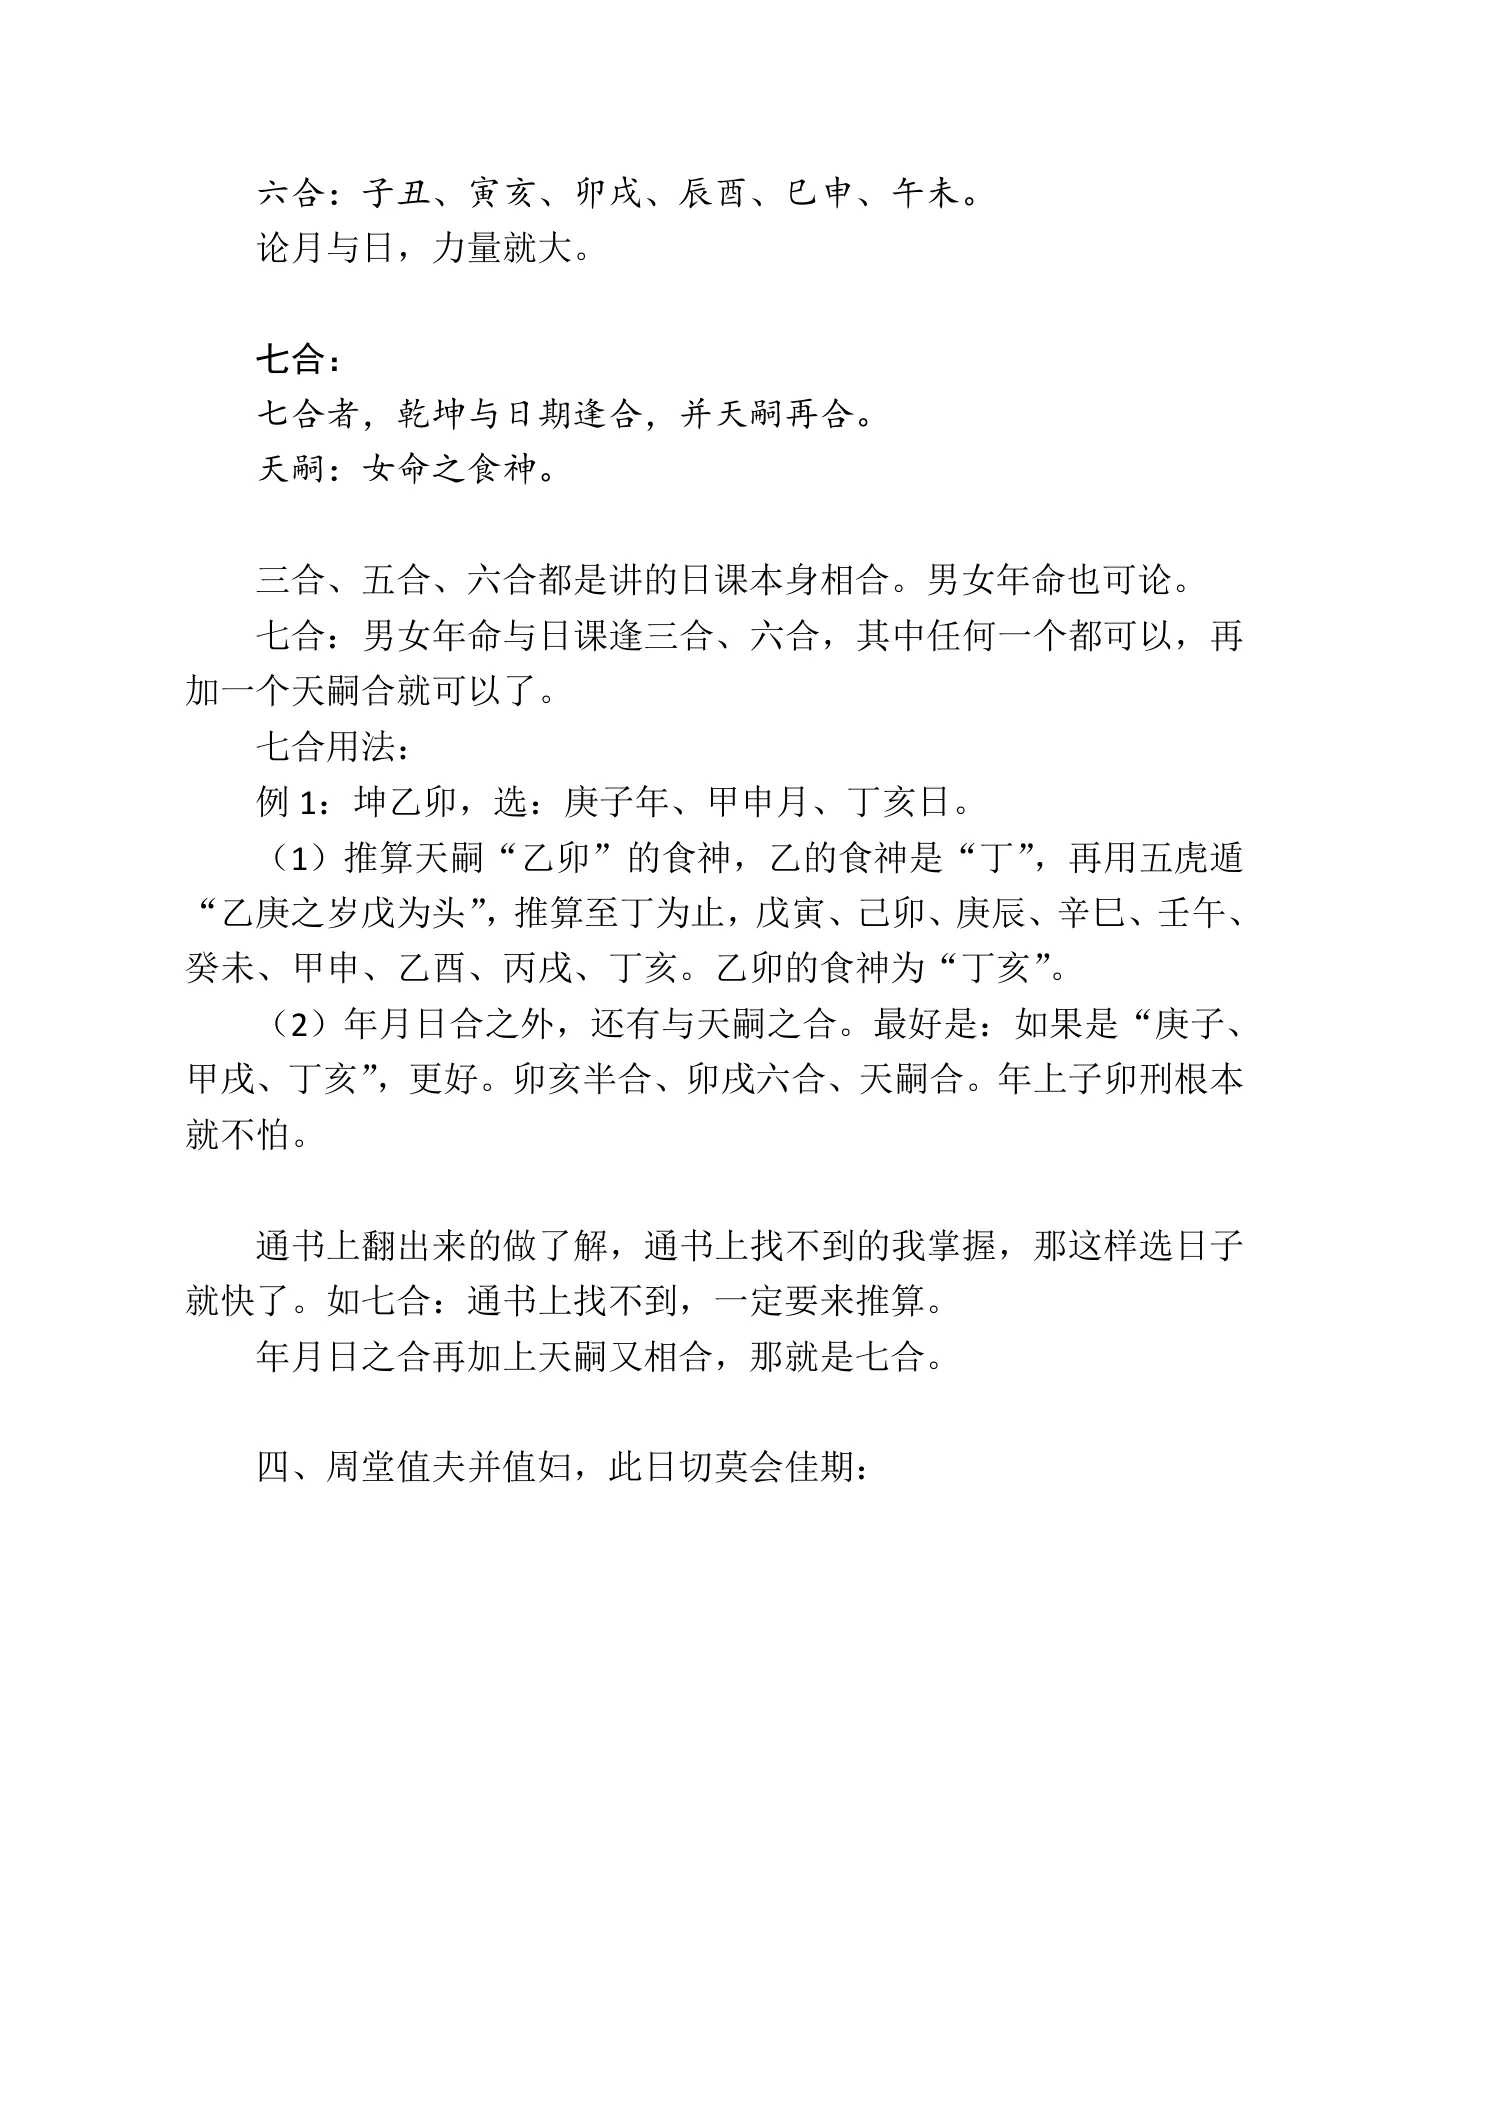 六合：子丑、寅亥、卯戌、辰酉、巳申、午未。
论月与日，力量就大。
七合：
七合者，乾坤与日期逢合，并天嗣再合。
天嗣：女命之食神。
三合、五合、六合都是讲的日课本身相合。男女年命也可论。
七合：男女年命与日课逢三合、六合，其中任何一个都可以，再
加一个天嗣合就可以了。
七合用法：
例 1：坤乙卯，选：庚子年、甲申月、丁亥日。
（1）推算天嗣“乙卯”的食神，乙的食神是“丁”，再用五虎遁
“乙庚之岁戊为头”，推算至丁为止，戊寅、己卯、庚辰、辛巳、壬午、
癸未、甲申、乙酉、丙戌、丁亥。乙卯的食神为“丁亥”。
（2）年月日合之外，还有与天嗣之合。最好是：如果是“庚子、
甲戌、丁亥”，更好。卯亥半合、卯戌六合、天嗣合。年上子卯刑根本
就不怕。
通书上翻出来的做了解，通书上找不到的我掌握，那这样选日子
就快了。如七合：通书上找不到，一定要来推算。
年月日之合再加上天嗣又相合，那就是七合。
四、周堂值夫并值妇，此日切莫会佳期：